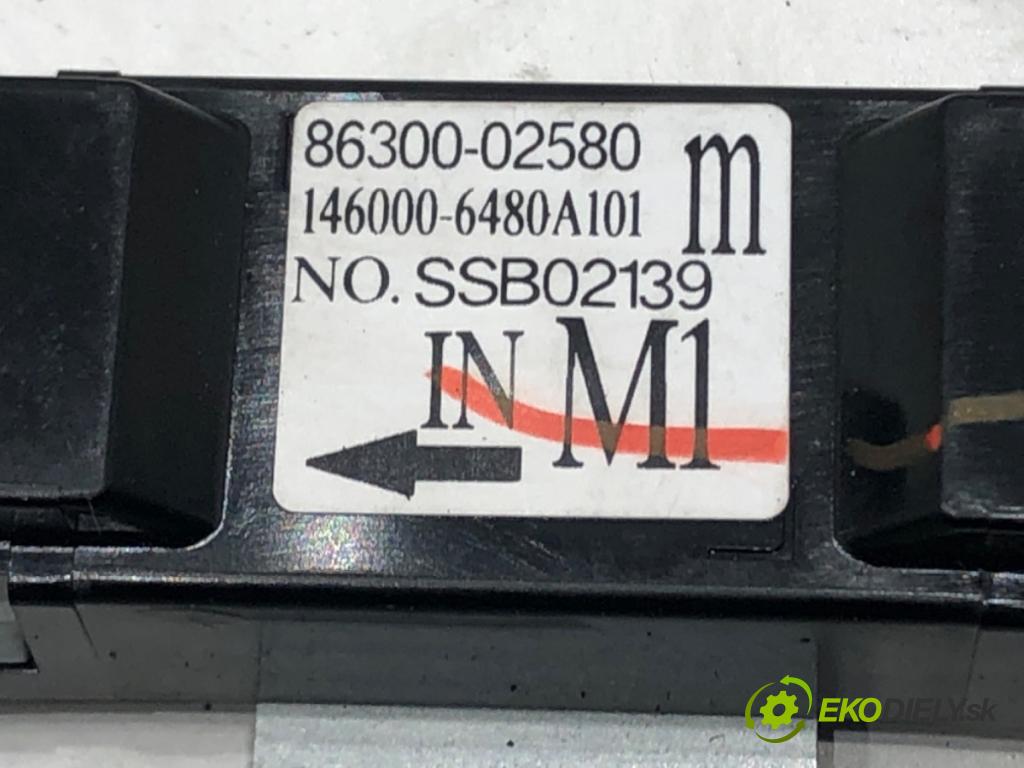 86300-02580
m
146000-6480A101
NO. SSB02139
IN M1
EKODIELY.sk